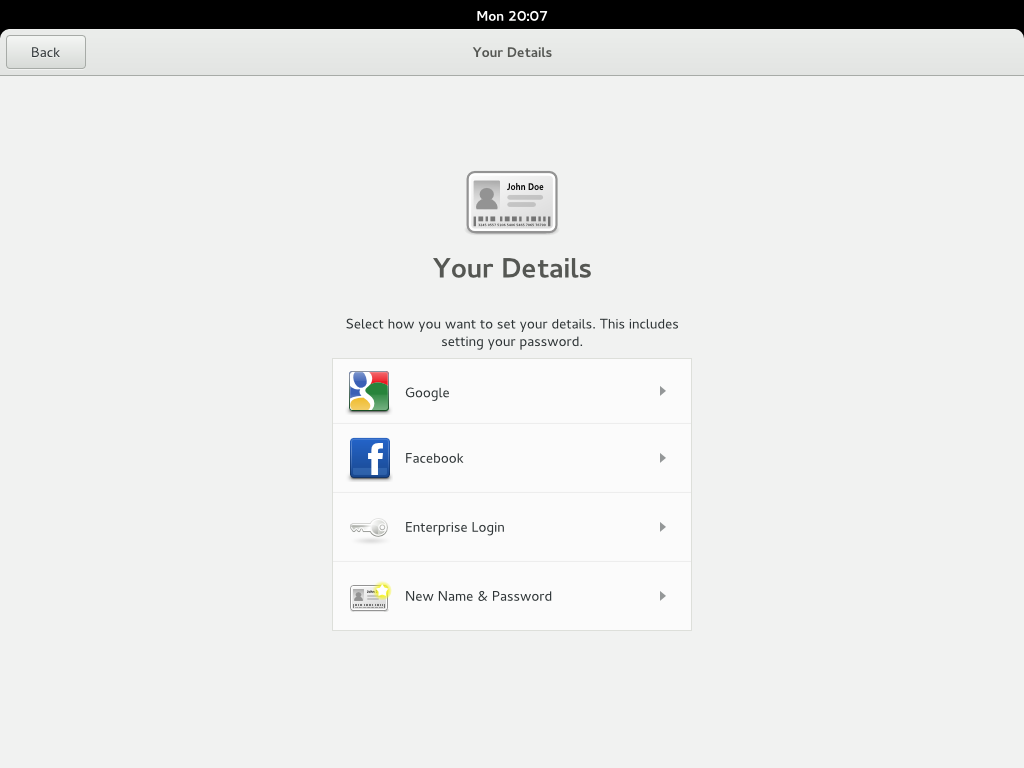 Mon 20:07
Back
Your Details
John Doe
Your Details
Select how you want to set your details. This includes
setting your password.
Google
Facebook
Enterprise Login
New Name & Password